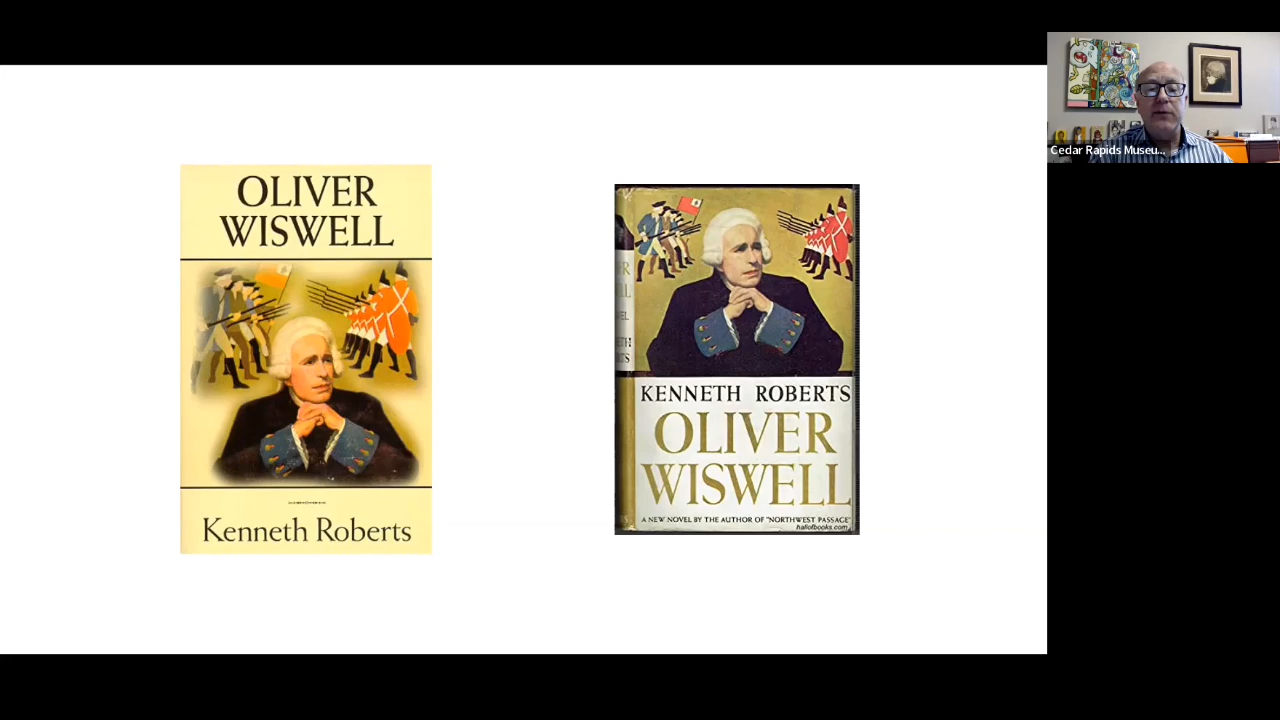 OLIVER
WISWELL
Kenneth Roberts
KENNETH ROBERTS
OLIVER
WISWELL
A NEW NOVEL BY THE AUTHOR OF "NORTHWEST PASSAGE"
hallofbooks.com
Cedar Rapids Museu...